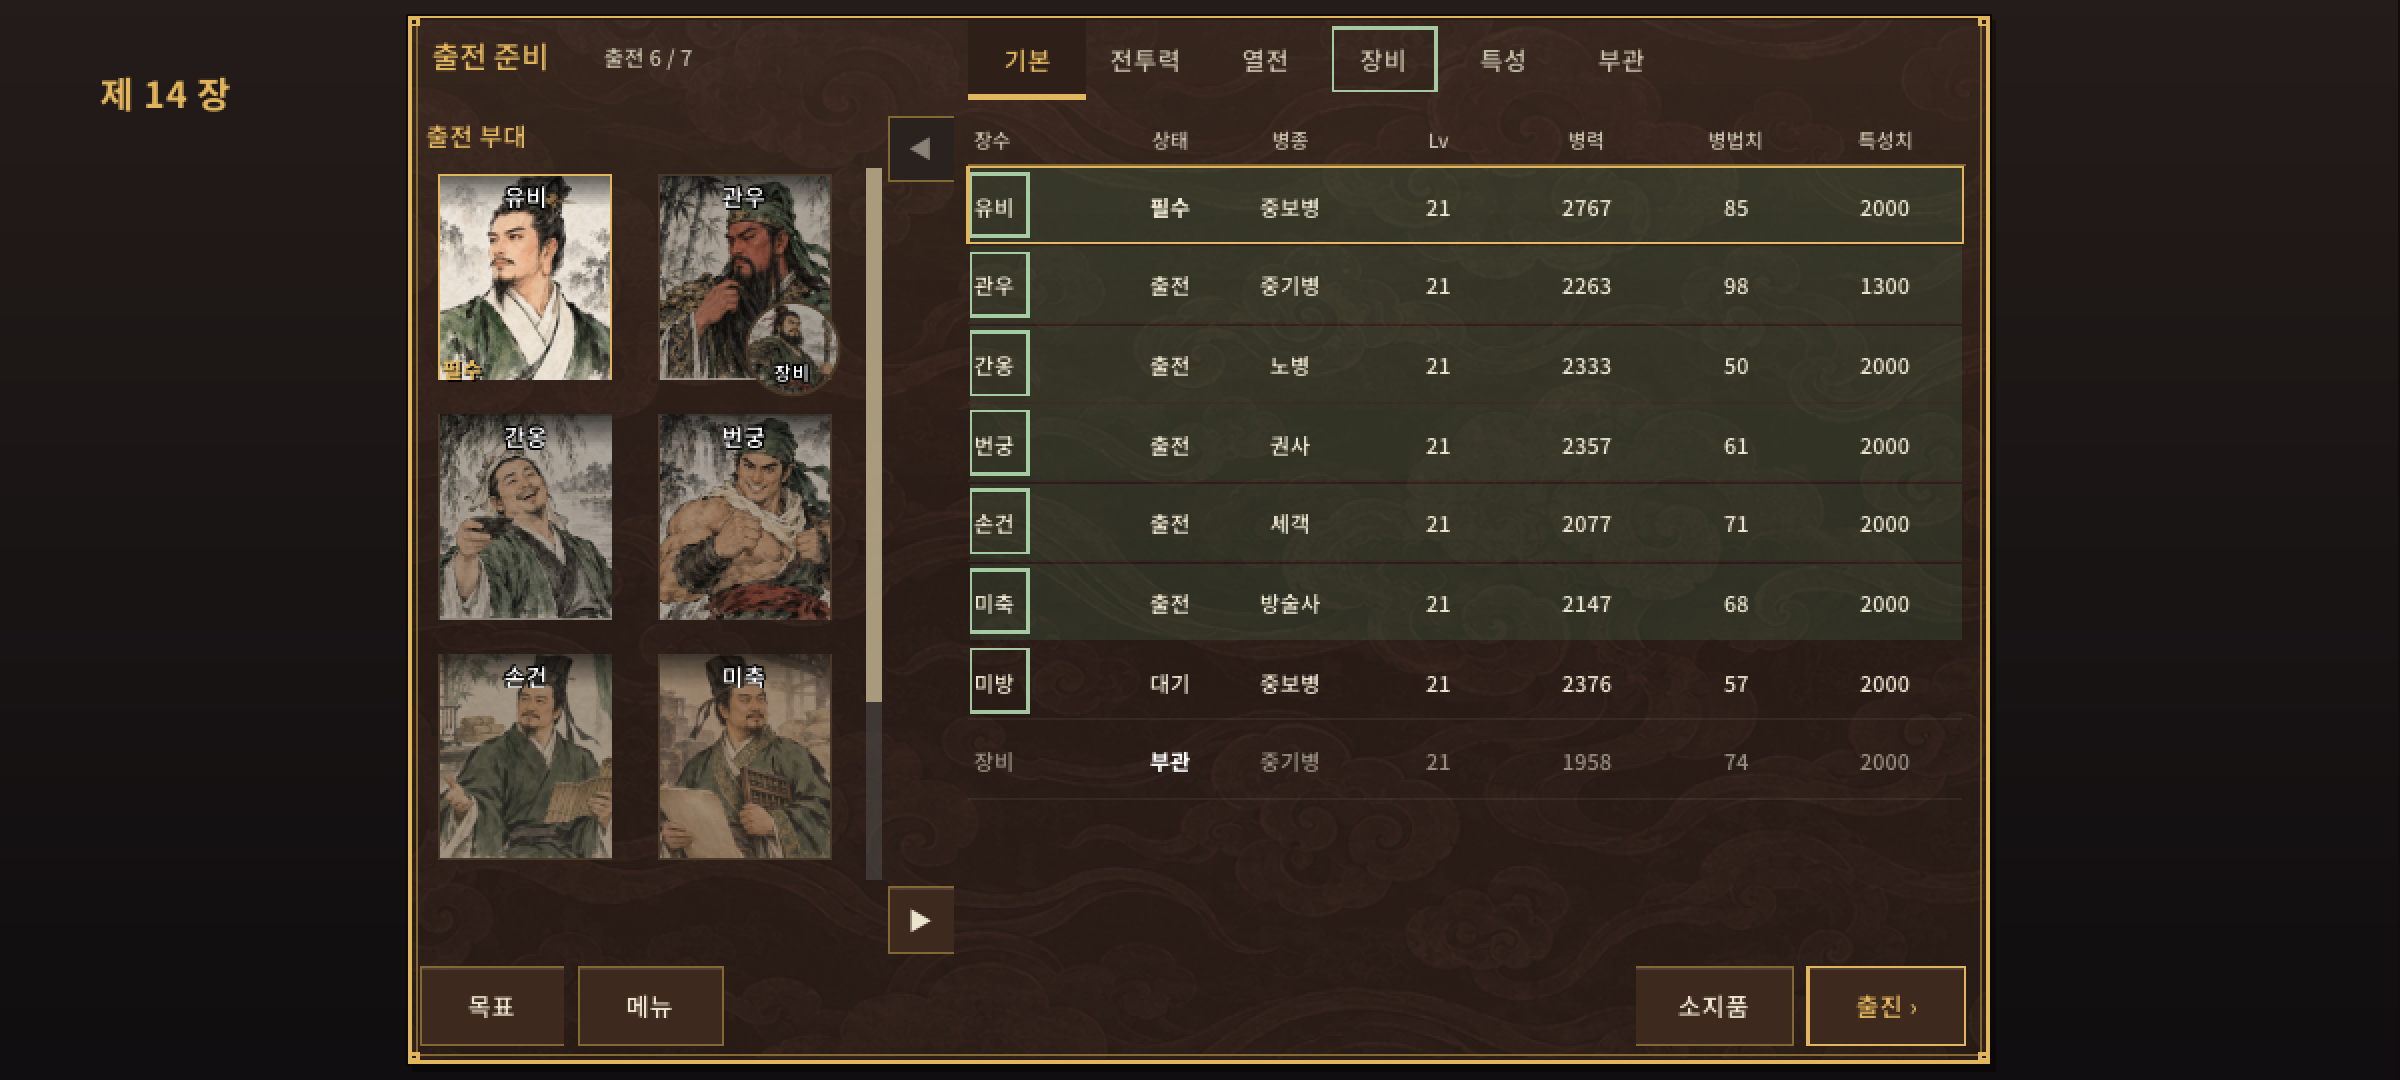 제 14 장
출전 준비 출전 6 / 7
출전 부대
유비 관우
필수 장비
간옹 번궁
손건 미축
기본 전투력 열전 장비 특성 부관
장수 상태 병종 Lv 병력 병법치 특성치
유비 필수 중보병 21 2767 85 2000
관우 출전 중기병 21 2263 98 1300
간옹 출전 노병 21 2333 50 2000
번궁 출전 권사 21 2357 61 2000
손건 출전 세객 21 2077 71 2000
미축 출전 방술사 21 2147 68 2000
미방 대기 중보병 21 2376 57 2000
장비 부관 중기병 21 1958 74 2000
목표 메뉴 소지품 출진 ›